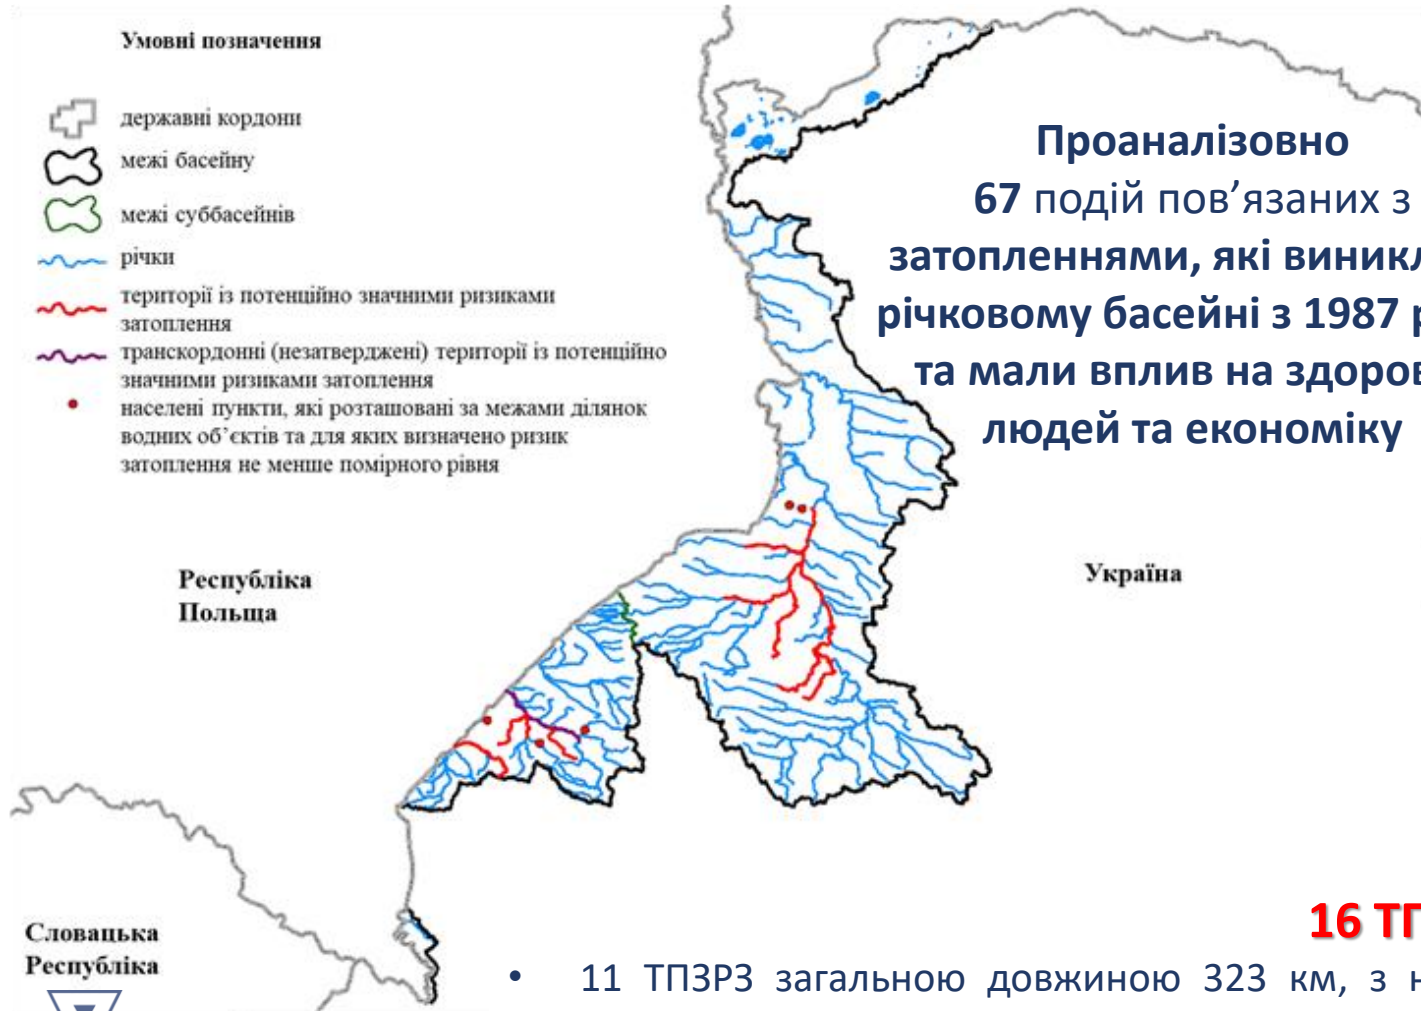 Умовні позначення
державні кордони
межі басейну
межі суббасейнів
річки
території із потенційно значними ризиками
затоплення
транскордонні (незатверджені) території із потенційно
значними ризиками затоплення
населені пункти, які розташовані за межами ділянок
водних об’єктів та для яких визначено ризик
затоплення не менше помірного рівня
Проаналізовно
67 подій пов’язаних з
затопленнями, які виникл
річковому басейні з 1987 р
та мали вплив на здоров
людей та економіку
Республіка
Польща
Україна
Словацька
Республіка
16 ТП
• 11 ТПЗРЗ загальною довжиною 323 км, з н